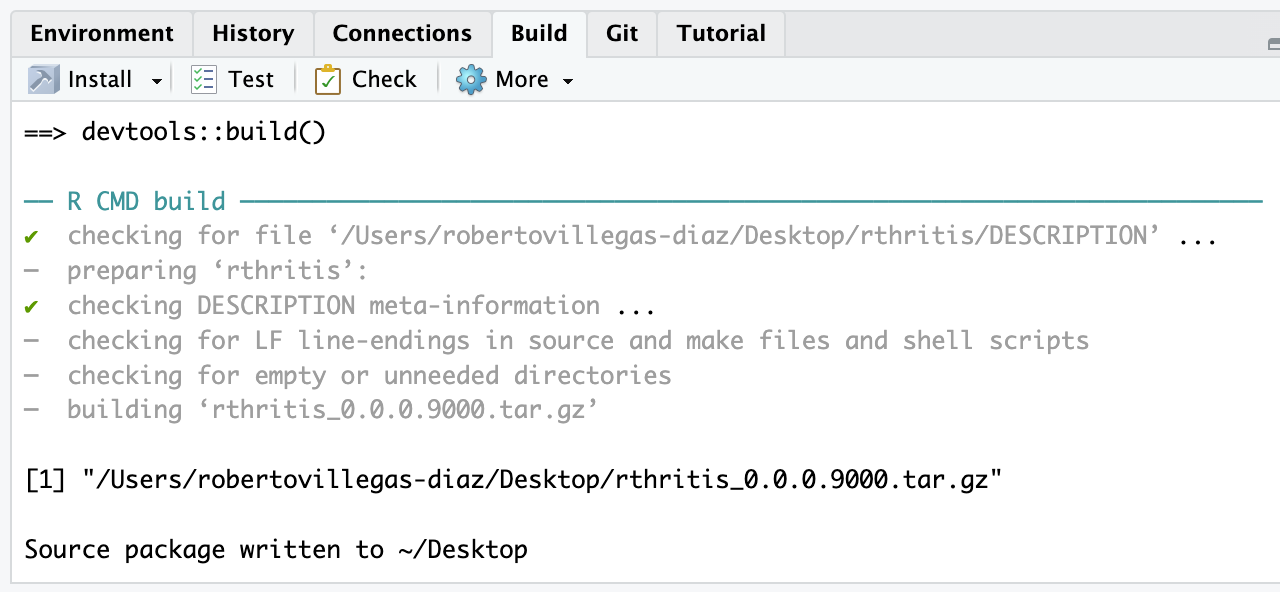 Environment History Connections Build Git Tutorial
Install Test Check More
==> devtools::build()
── R CMD build ──
✔ checking for file ‘/Users/robertovillegas-diaz/Desktop/rthritis/DESCRIPTION’ ...
─ preparing ‘rthritis’:
✔ checking DESCRIPTION meta-information ...
─ checking for LF line-endings in source and make files and shell scripts
─ checking for empty or unneeded directories
─ building ‘rthritis_0.0.0.9000.tar.gz’
[1] "/Users/robertovillegas-diaz/Desktop/rthritis_0.0.0.9000.tar.gz"
Source package written to ~/Desktop